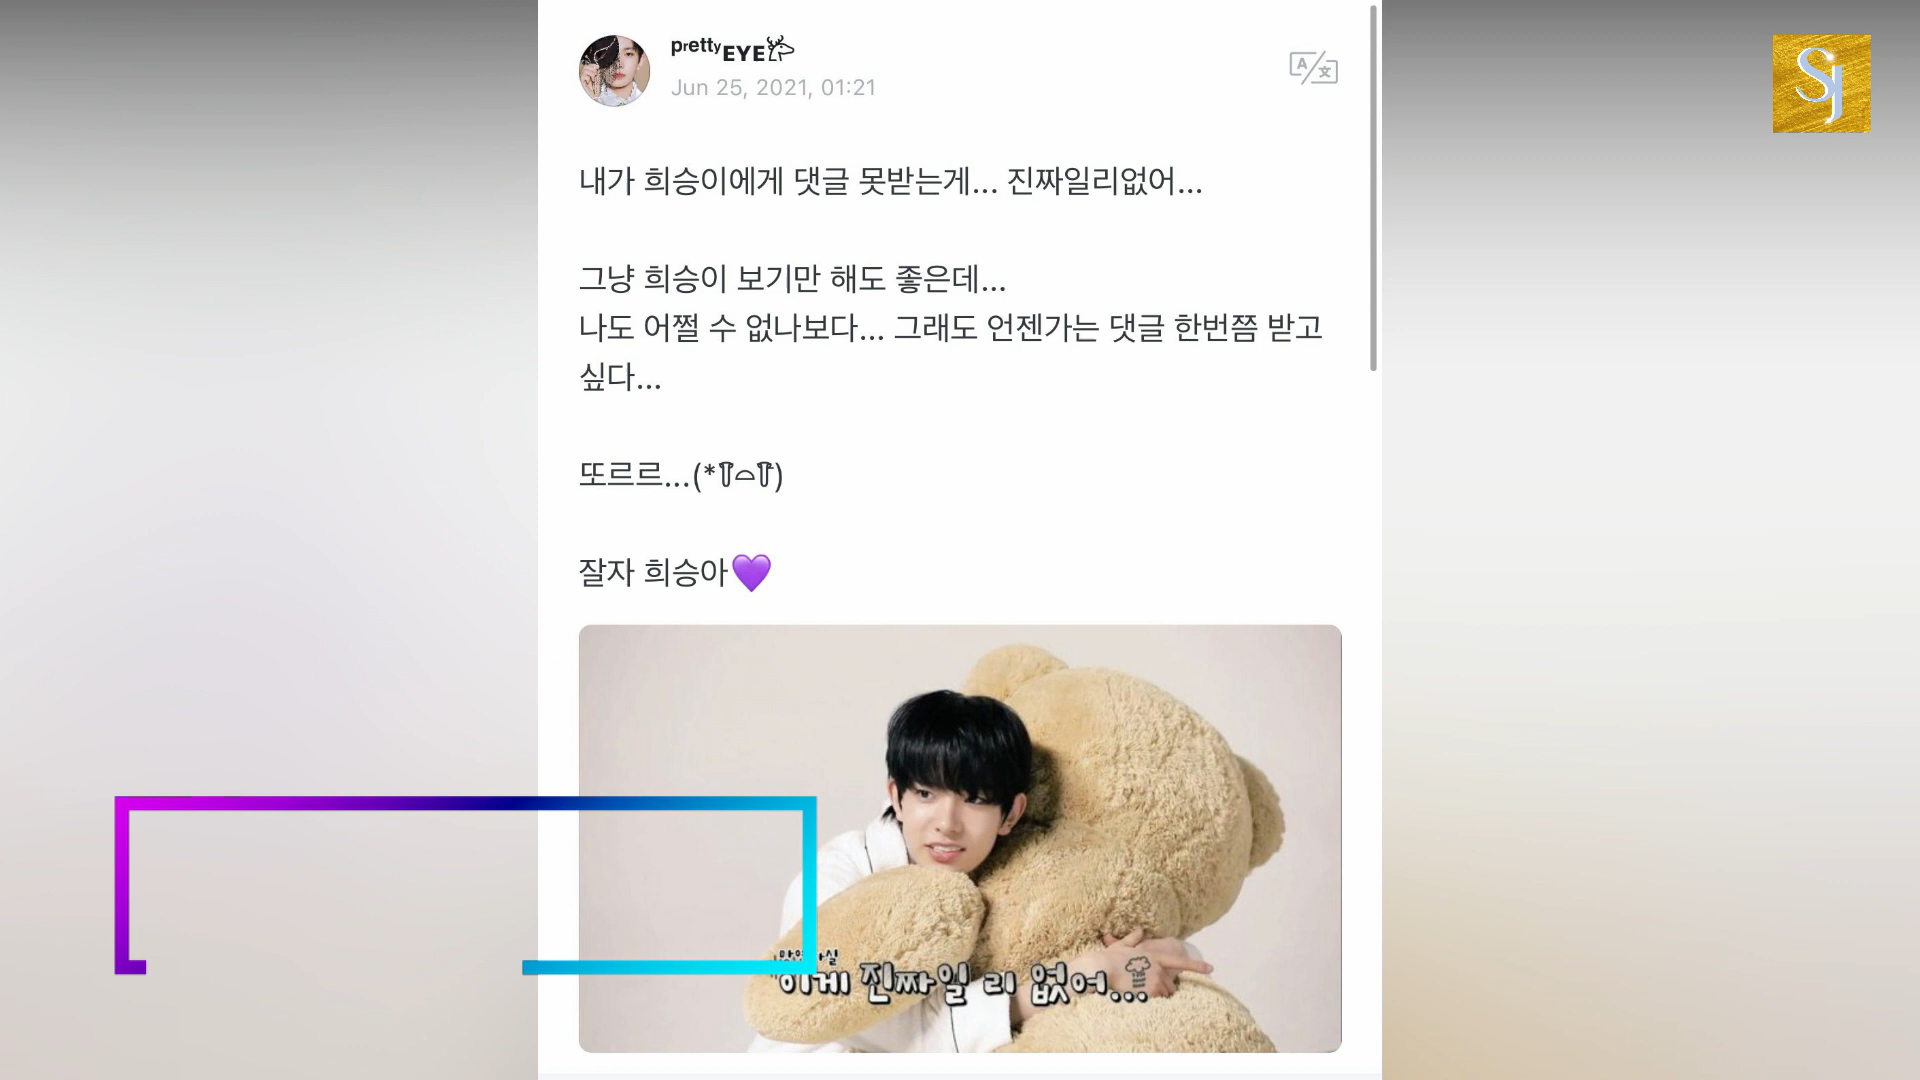 prettyEYE
Jun 25, 2021, 01:21
A/文
Sj
내가 희승이에게 댓글 못받는게... 진짜일리없어...
그냥 희승이 보기만 해도 좋은데...
나도 어쩔 수 없나보다... 그래도 언젠가는 댓글 한번쯤 받고
싶다...
또르르...(*꒦ິ⌓꒦ີ)
잘자 희승아💜
이게 진짜일 리 없어...